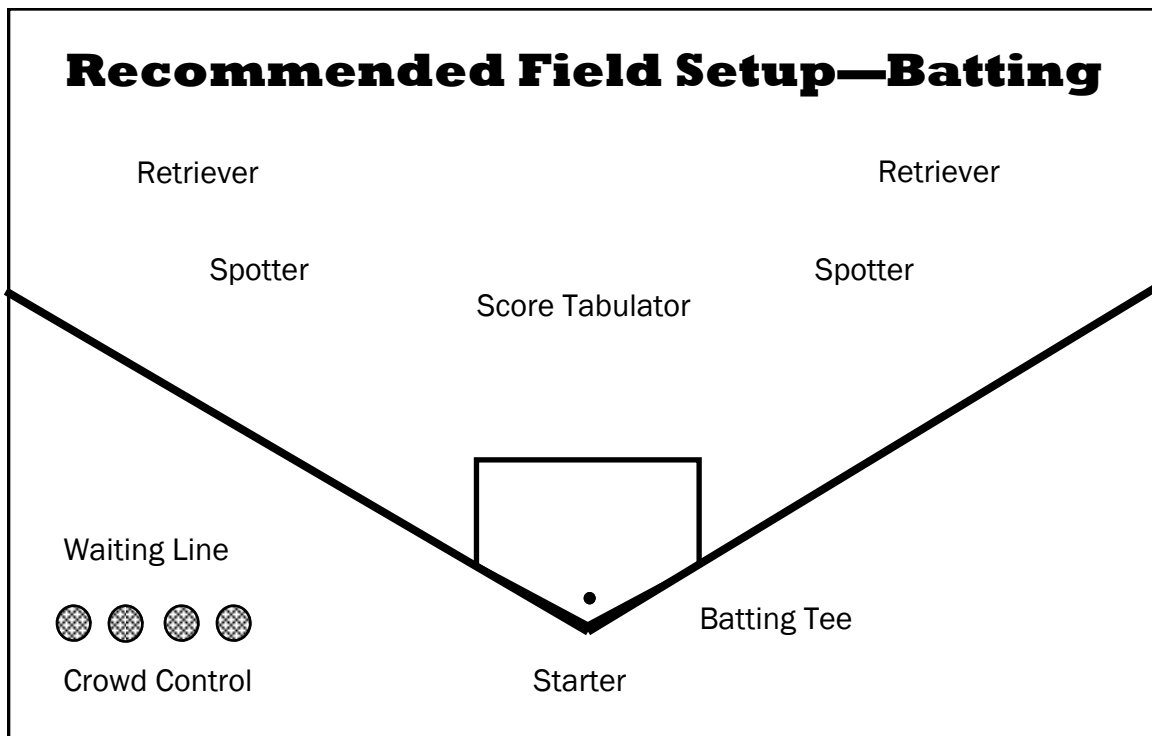 Recommended Field Setup—Batting
Retriever
Retriever
Spotter
Spotter
Score Tabulator
Waiting Line
Batting Tee
Crowd Control
Starter